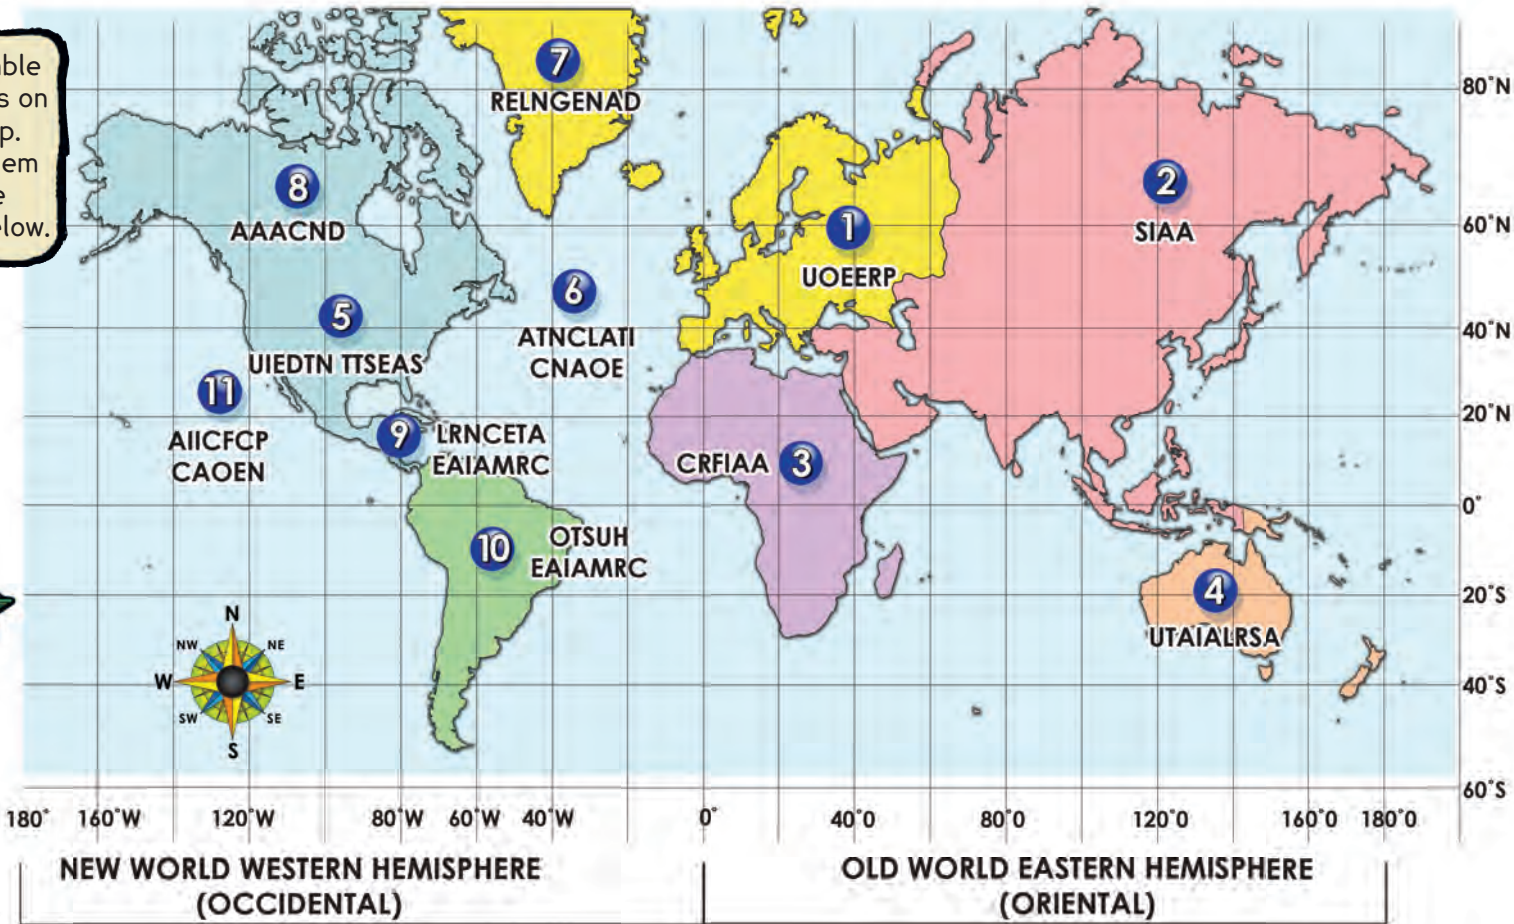 s on
p.
em
e
low.
7
RELNGENAD
80°N
8
AAACND
2
SIAA
60°N
1
UOEERP
6
ATNCLATI
CNAOE
5
UIEDTN TTSEAS
40°N
11
AIICFCP
CAOEN
20°N
9
LRNCETA
EAIAMRC
CRFIAA
3
0°
10
OTSUH
EAIAMRC
4
UTAIALRSA
20°S
N
NW
NE
W
E
SW
SE
S
40°S
60°S
180°
160°W
120°W
80°W
60°W
40°W
0°
40°0
80°0
120°0
160°0
180°0
NEW WORLD WESTERN HEMISPHERE
(OCCIDENTAL)
OLD WORLD EASTERN HEMISPHERE
(ORIENTAL)